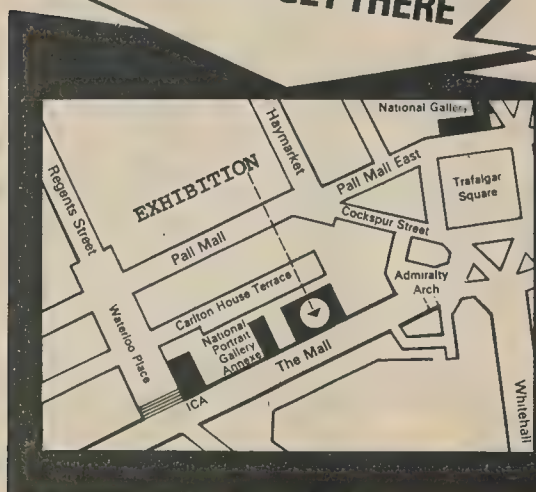 GET THERE
National Gallery
Haymarket
Regents Street
EXHIBITION
Pall Mall East
Trafalgar
Square
Cockspur Street
Pall Mall
Admiralty
Arch
Carlton House Terrace
National
Portrait
Gallery
Annexe
Waterloo Place
The Mall
ICA
Whitehall